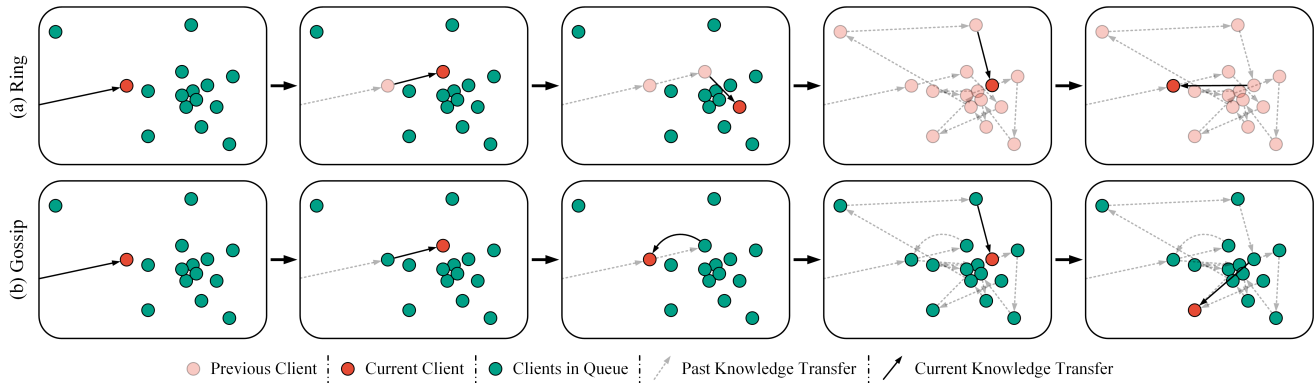 (a) Ring
(b) Gossip
Previous Client
Current Client
Clients in Queue
Past Knowledge Transfer
Current Knowledge Transfer